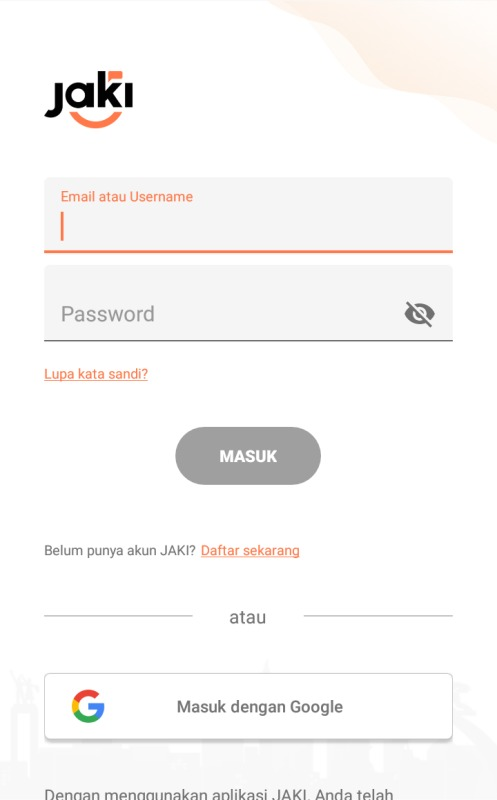 jaki
Email atau Username
Password
Lupa kata sandi?
MASUK
Belum punya akun JAKI? Daftar sekarang
atau
Masuk dengan Google
Dengan menggunakan aplikasi JAKI, Anda telah